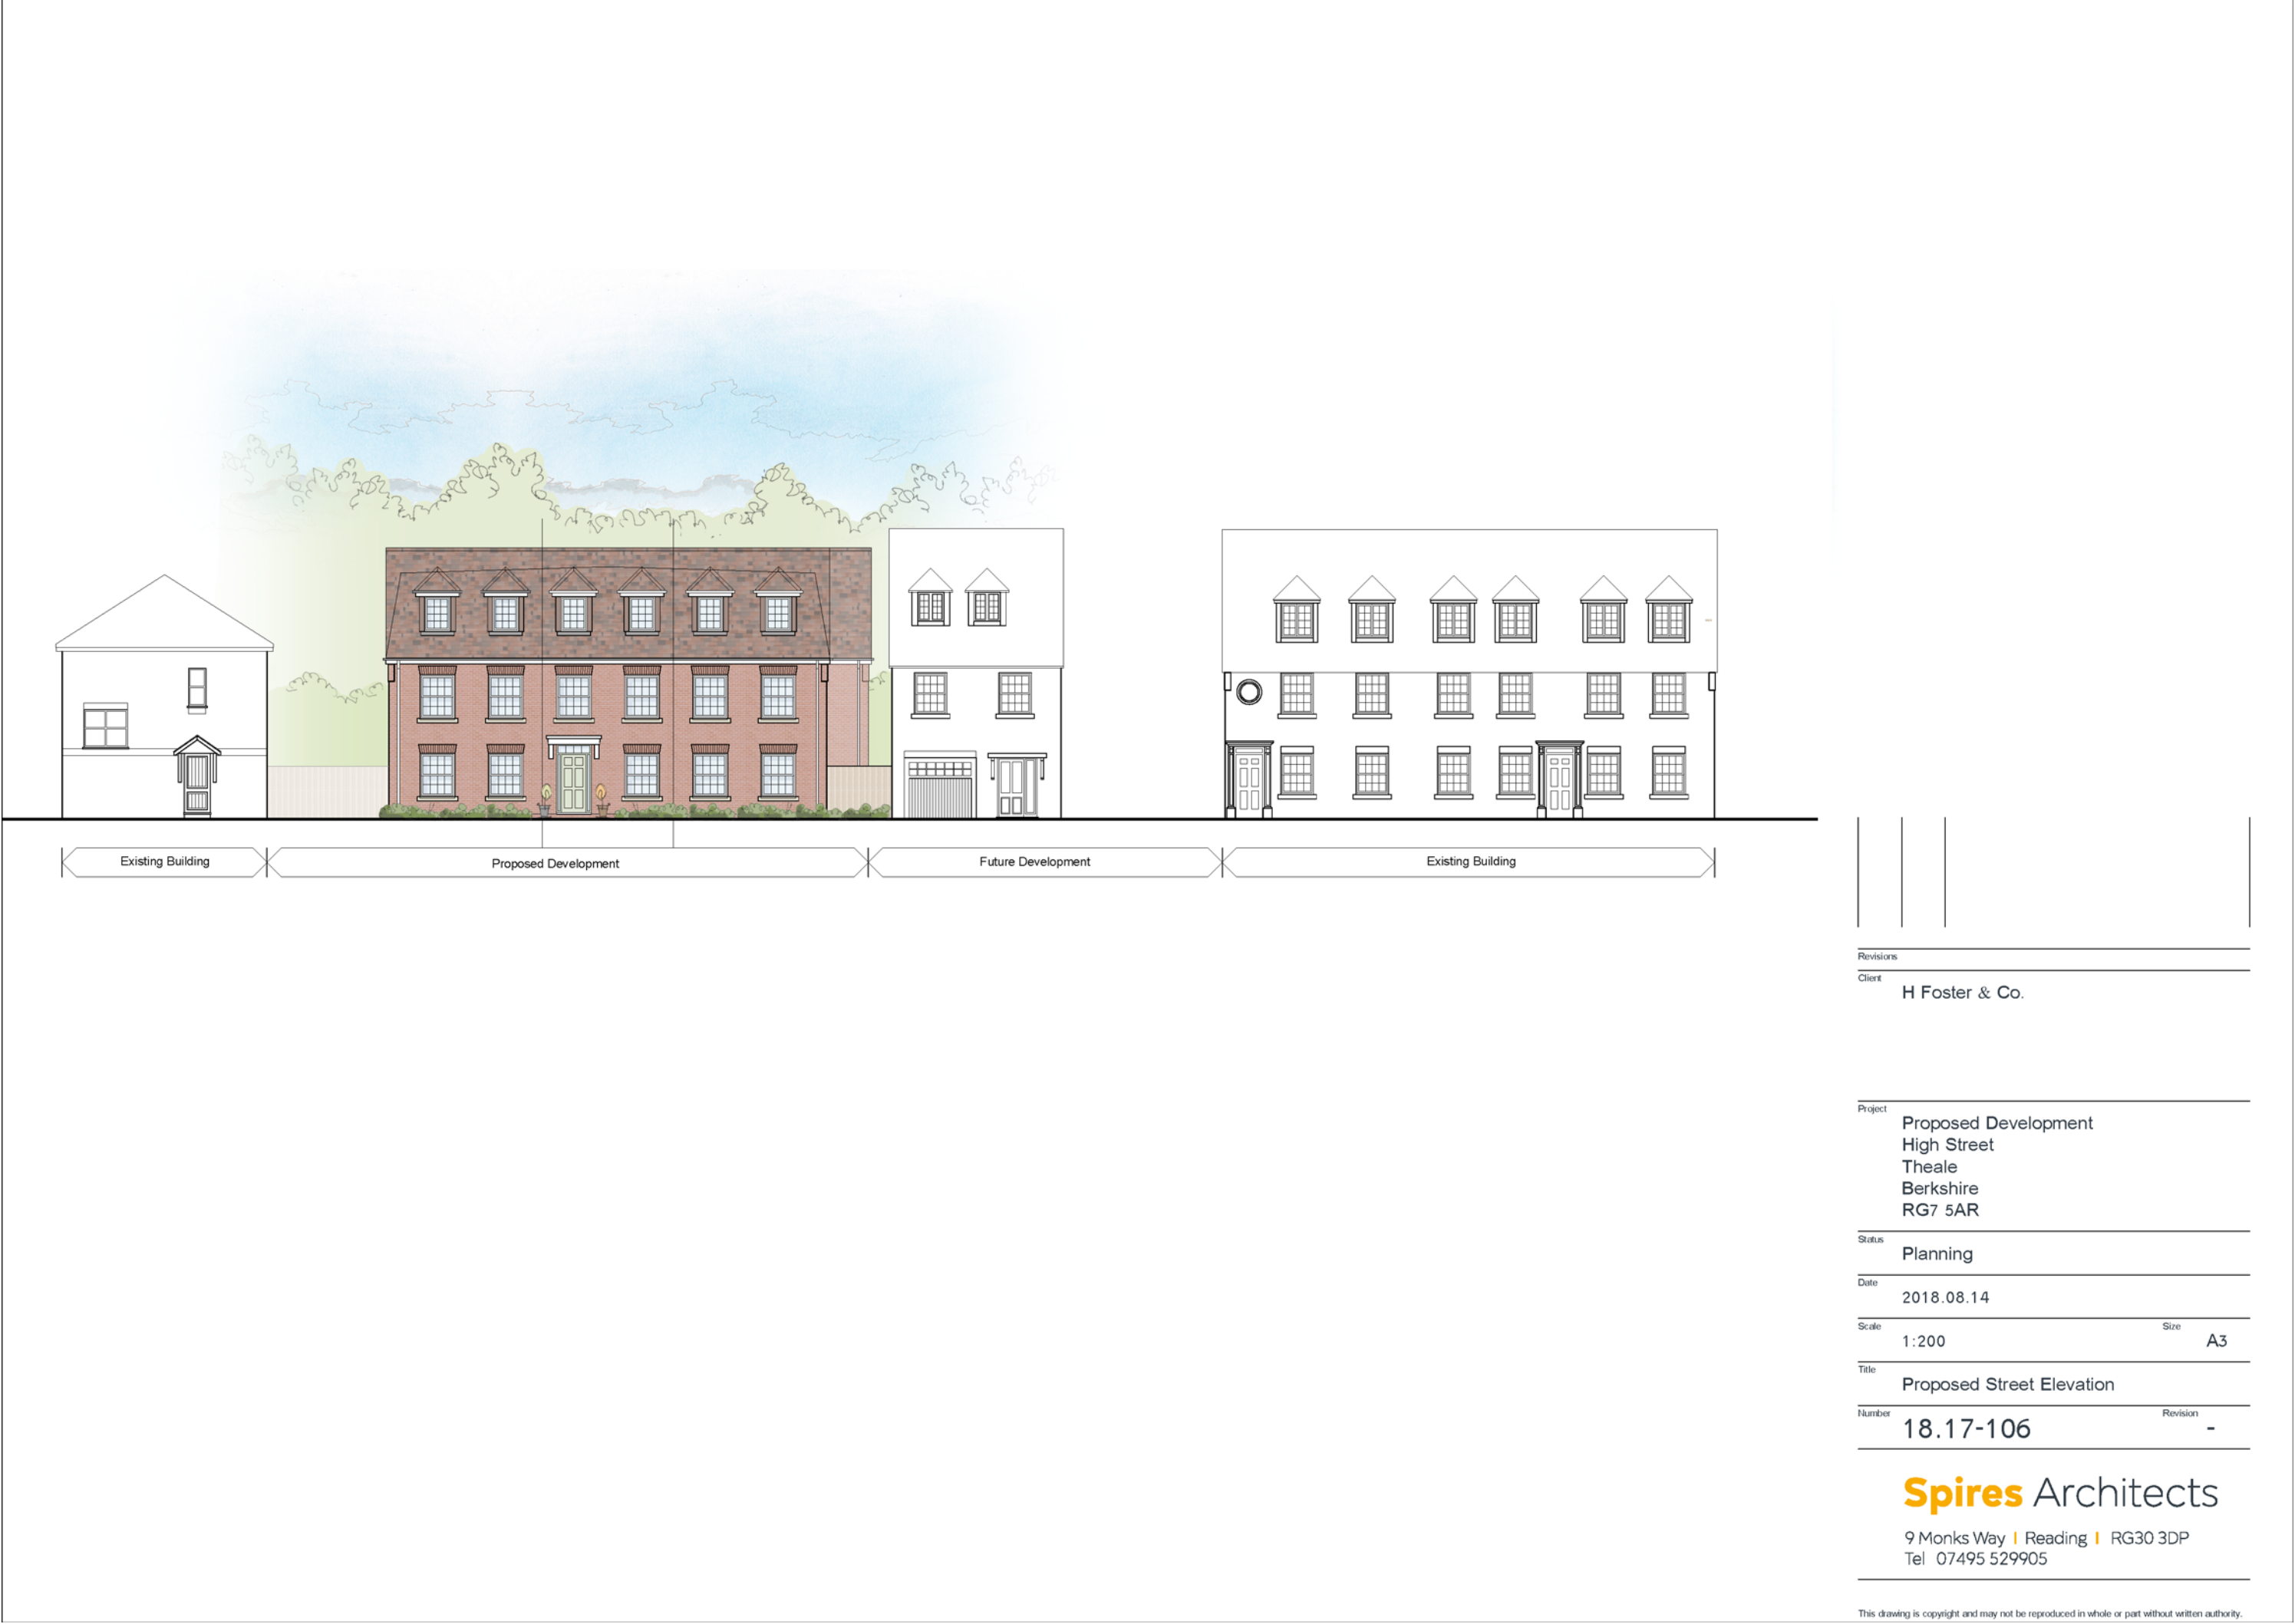 Existing Building
Proposed Development
Future Development
Existing Building
Revisions
Client
H Foster & Co.
Project
Proposed Development
High Street
Theale
Berkshire
RG7 5AR
Status
Planning
Date
2018.08.14
Scale
Size
1:200
A3
Title
Proposed Street Elevation
Number
Revision
18.17-106
-
Spires Architects
9 Monks Way | Reading | RG30 3DP
Tel 07495 529905
This drawing is copyright and may not be reproduced in whole or part without written authority.